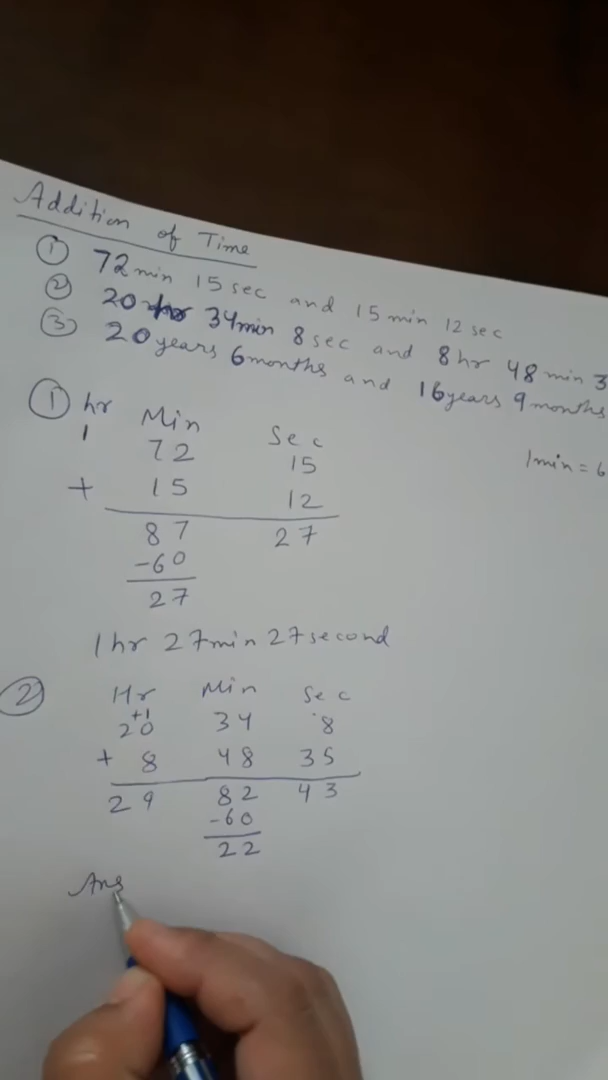 Addition of Time
① 72 min 15 sec and 15 min 12 sec
② 20 hr 34min 8 sec and 8 hr 48 min 3
③ 20 years 6 months and 16 years 9 months
1min = 6
① hr Min Sec
1 72 15
+ 15 12
87 27
-60
27
1 hr 27 min 27 second
② Hr Min Sec
+1
20 34 8
+ 8 48 35
29 82 43
-60
22
Ans